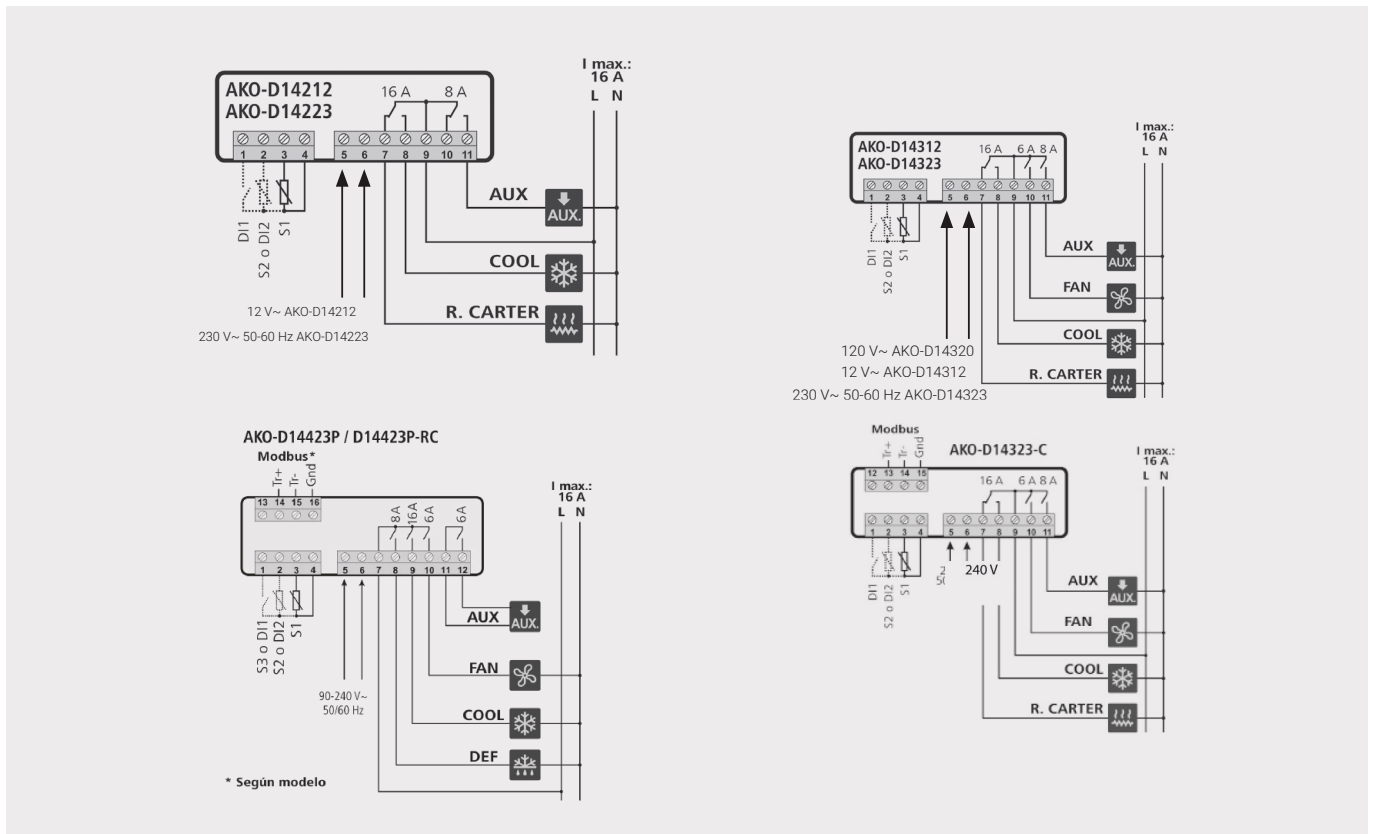 AKO-D14212
AKO-D14223
16 A 8 A
I max.:
16 A
L N
1 2 3 4 5 6 7 8 9 10 11
DI1
S2 o DI2
S1
AUX
AUX.
COOL
R. CARTER
12 V~ AKO-D14212
230 V~ 50-60 Hz AKO-D14223
AKO-D14312
AKO-D14323
16 A 6 A 8 A
I max.:
16 A
L N
1 2 3 4 5 6 7 8 9 10 11
DI1
S2 o DI2
S1
AUX
AUX.
FAN
COOL
R. CARTER
120 V~ AKO-D14320
12 V~ AKO-D14312
230 V~ 50-60 Hz AKO-D14323
AKO-D14423P / D14423P-RC
Modbus*
Tr+
Tr-
Gnd
13 14 15 16
8A
16A
6A
6A
I max.:
16 A
L N
1 2 3 4 5 6 7 8 9 10 11 12
S3 o DI1
S2 o DI2
S1
90-240 V~
50/60 Hz
AUX
AUX.
FAN
COOL
DEF
* Según modelo
Modbus
Tr+
Tr-
Gnd
AKO-D14323-C
12 13 14 15
16 A 6 A 8 A
I max.:
16 A
L N
1 2 3 4 5 6 7 8 9 10 11
DI1
S2 o DI2
S1
240 V
AUX
AUX.
FAN
COOL
R. CARTER